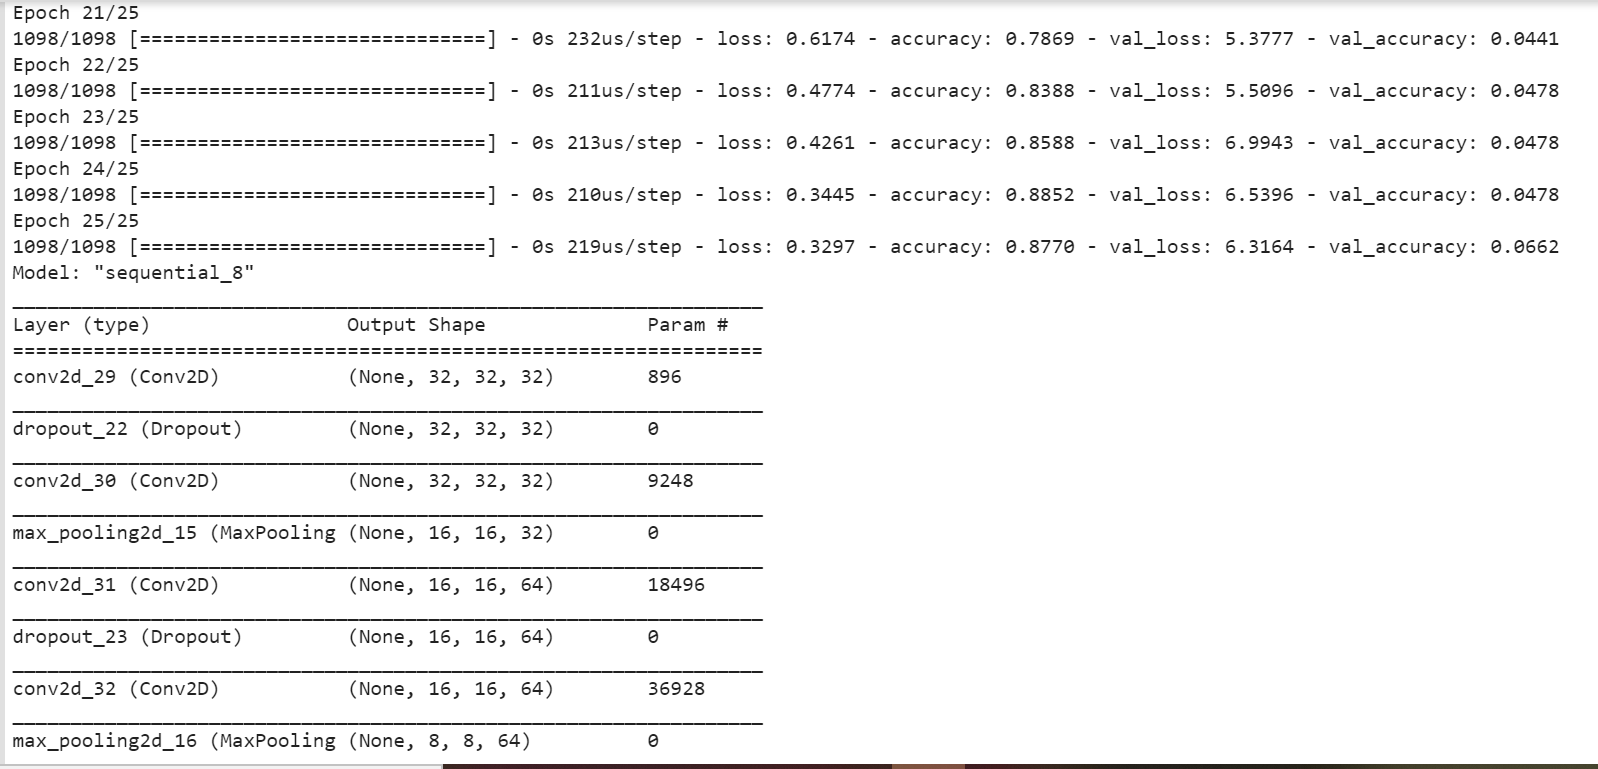 Epoch 21/25
1098/1098 [==============================] - 0s 232us/step - loss: 0.6174 - accuracy: 0.7869 - val_loss: 5.3777 - val_accuracy: 0.0441
Epoch 22/25
1098/1098 [==============================] - 0s 211us/step - loss: 0.4774 - accuracy: 0.8388 - val_loss: 5.5096 - val_accuracy: 0.0478
Epoch 23/25
1098/1098 [==============================] - 0s 213us/step - loss: 0.4261 - accuracy: 0.8588 - val_loss: 6.9943 - val_accuracy: 0.0478
Epoch 24/25
1098/1098 [==============================] - 0s 210us/step - loss: 0.3445 - accuracy: 0.8852 - val_loss: 6.5396 - val_accuracy: 0.0478
Epoch 25/25
1098/1098 [==============================] - 0s 219us/step - loss: 0.3297 - accuracy: 0.8770 - val_loss: 6.3164 - val_accuracy: 0.0662
Model: "sequential_8"
_________________________________________________________________
Layer (type)                 Output Shape              Param #
=================================================================
conv2d_29 (Conv2D)           (None, 32, 32, 32)        896
_________________________________________________________________
dropout_22 (Dropout)         (None, 32, 32, 32)        0
_________________________________________________________________
conv2d_30 (Conv2D)           (None, 32, 32, 32)        9248
_________________________________________________________________
max_pooling2d_15 (MaxPooling (None, 16, 16, 32)        0
_________________________________________________________________
conv2d_31 (Conv2D)           (None, 16, 16, 64)        18496
_________________________________________________________________
dropout_23 (Dropout)         (None, 16, 16, 64)        0
_________________________________________________________________
conv2d_32 (Conv2D)           (None, 16, 16, 64)        36928
_________________________________________________________________
max_pooling2d_16 (MaxPooling (None, 8, 8, 64)          0